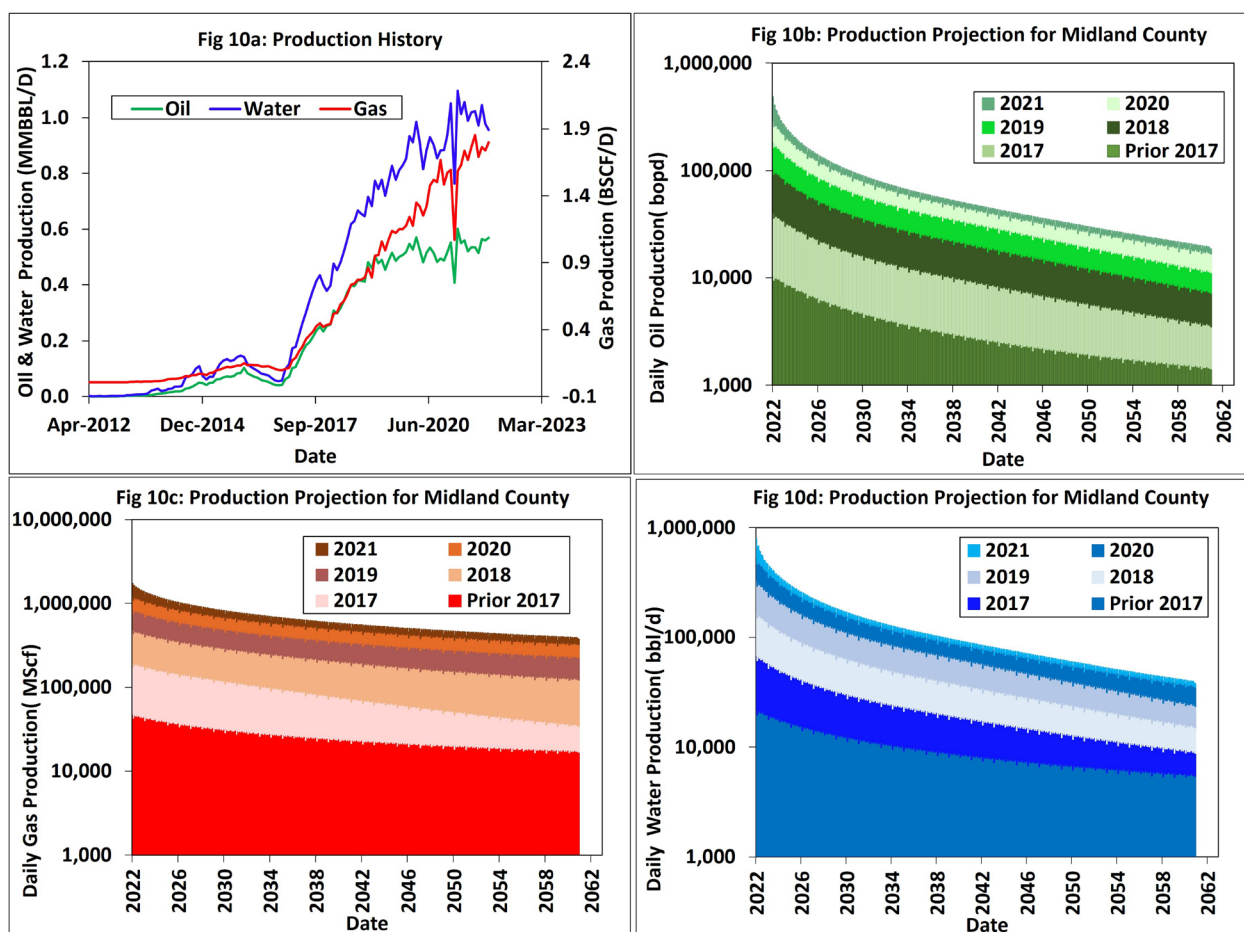 Fig 10a: Production History
Oil & Water Production (MMBBL/D)
1.2
1.0
0.8
0.6
0.4
0.2
0.0
Oil Water Gas
2.4
1.9
1.4
0.9
0.4
-0.1
Gas Production (BSCF/D)
Apr-2012 Dec-2014 Sep-2017 Jun-2020 Mar-2023
Date
Fig 10b: Production Projection for Midland County
Daily Oil Production( bopd)
1,000,000
100,000
10,000
1,000
2021 2020
2019 2018
2017 Prior 2017
2022 2026 2030 2034 2038 2042 2046 2050 2054 2058 2062
Date
Fig 10c: Production Projection for Midland County
Daily Gas Production( MScf)
10,000,000
1,000,000
100,000
10,000
1,000
2021 2020
2019 2018
2017 Prior 2017
2022 2026 2030 2034 2038 2042 2046 2050 2054 2058 2062
Date
Fig 10d: Production Projection for Midland County
Daily Water Production( bbl/d)
1,000,000
100,000
10,000
1,000
2021 2020
2019 2018
2017 Prior 2017
2022 2026 2030 2034 2038 2042 2046 2050 2054 2058 2062
Date